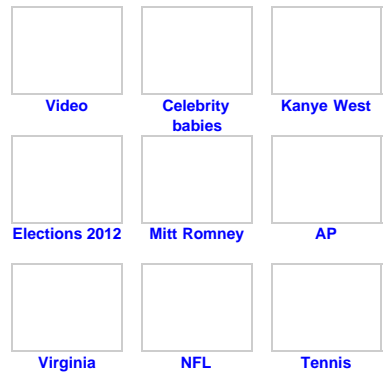 Video
Celebrity
babies
Kanye West
Elections 2012
Mitt Romney
AP
Virginia
NFL
Tennis